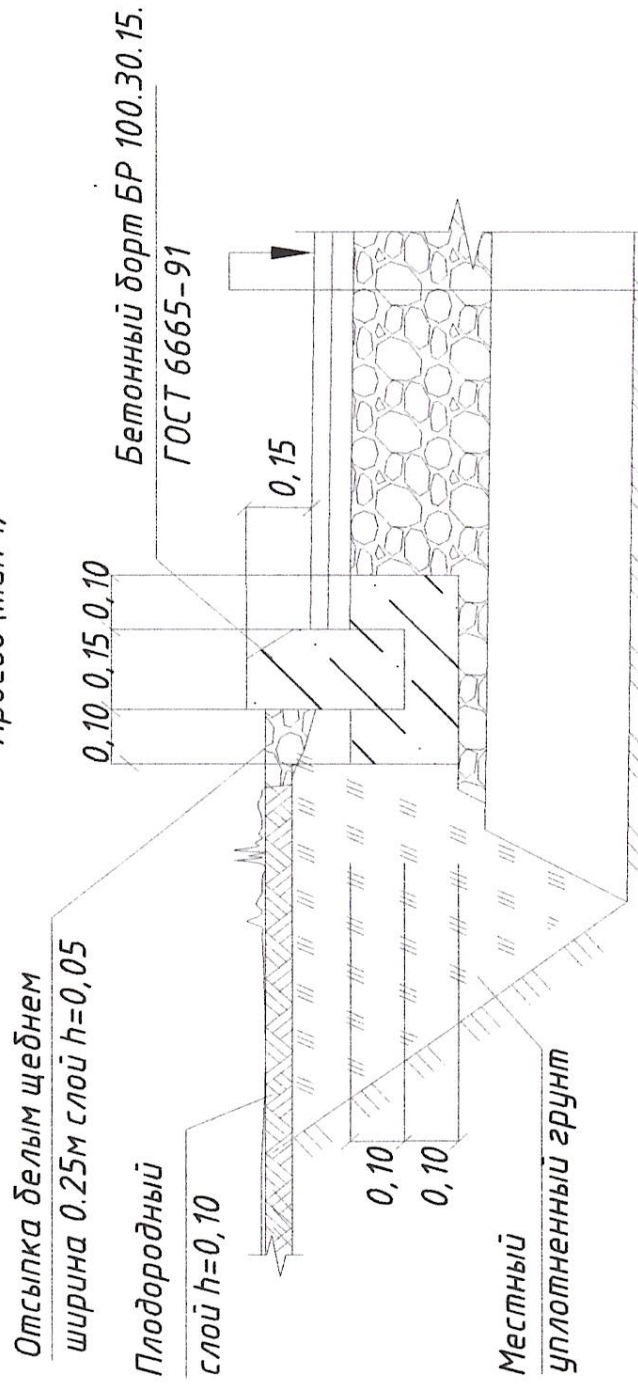 Отсыпка белым щебнем
ширина 0.25м слой h=0,05
Плодородный
слой h=0,10
0,10 0,15 0,10
Бетонный борт БР 100.30.15.
ГОСТ 6665-91
0,15
0,10
0,10
Местный
уплотненный грунт